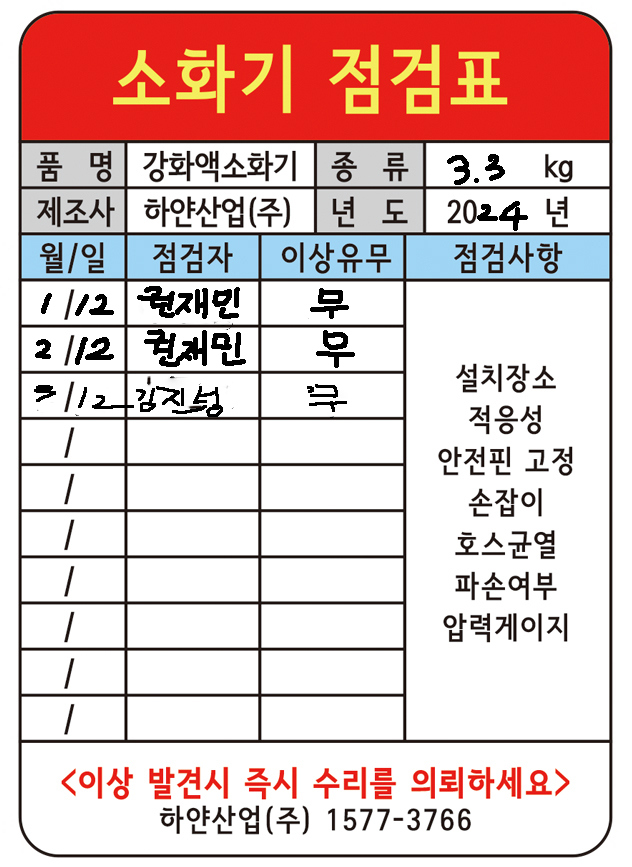 소화기 점검표
품 명 강화액소화기 종 류 3.3 kg
제조사 하얀산업(주) 년 도 2024 년
월/일 점검자 이상유무 점검사항
1/12 권재민 무
2/12 권재민 무
3/12 김지성 무
/
/
/
/
/
/
/
설치장소
적응성
안전핀 고정
손잡이
호스균열
파손여부
압력게이지
<이상 발견시 즉시 수리를 의뢰하세요>
하얀산업(주) 1577-3766